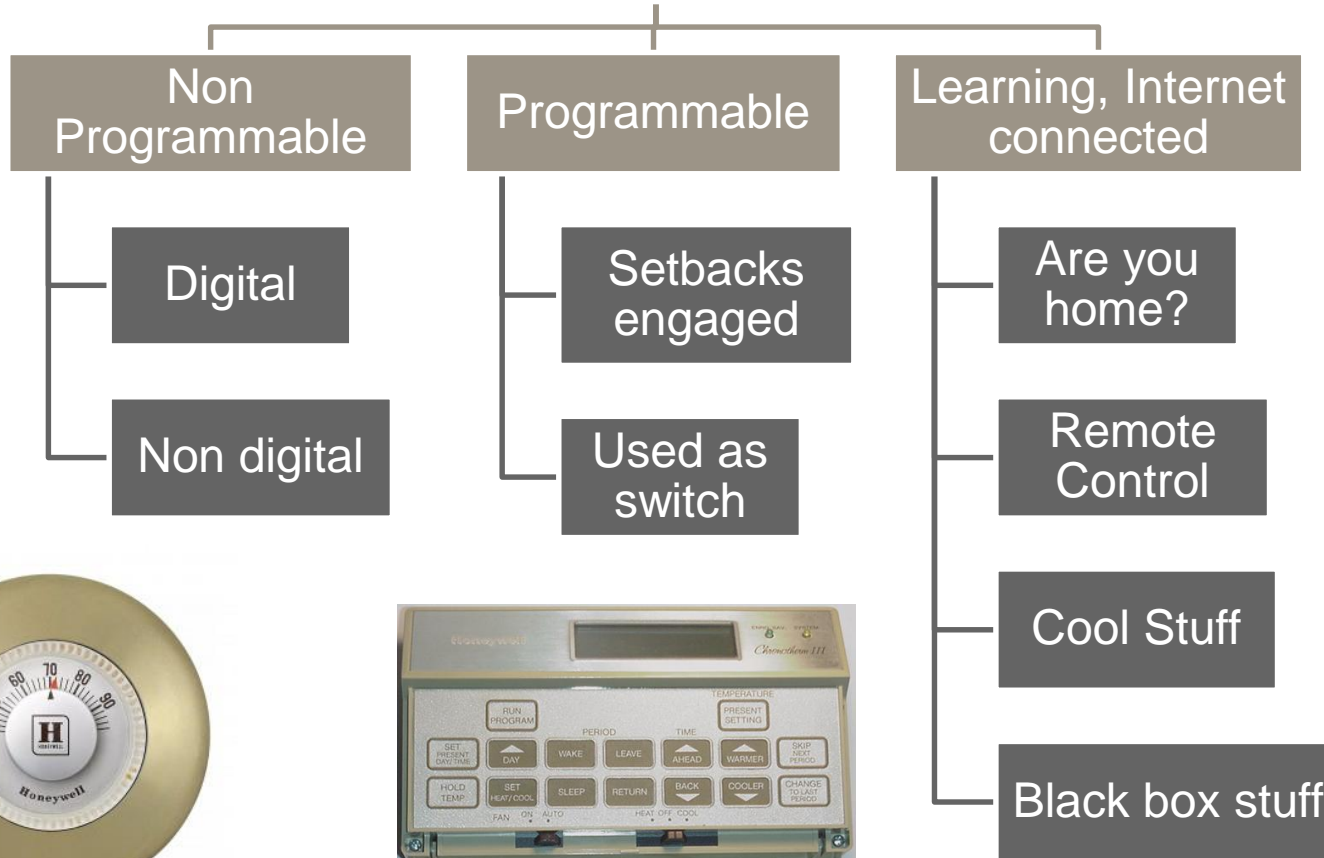 Non
Programmable
Digital
Non digital
Programmable
Setbacks
engaged
Used as
switch
Learning, Internet
connected
Are you
home?
Remote
Control
Cool Stuff
Black box stuff
60 70 80 90
H
HONEYWELL
Honeywell
Honeywell
Chronotherm III
TEMPERATURE
RUN
PROGRAM
PRESENT
SETTING
PERIOD
TIME
SET
PRESENT
DAY/TIME
DAY
WAKE
LEAVE
AHEAD
WARMER
SKIP
NEXT
PERIOD
HOLD
TEMP
SET
HEAT/COOL
SLEEP
RETURN
BACK
COOLER
CHANGE
TO LAST
PERIOD
FAN ON AUTO
HEAT OFF COOL